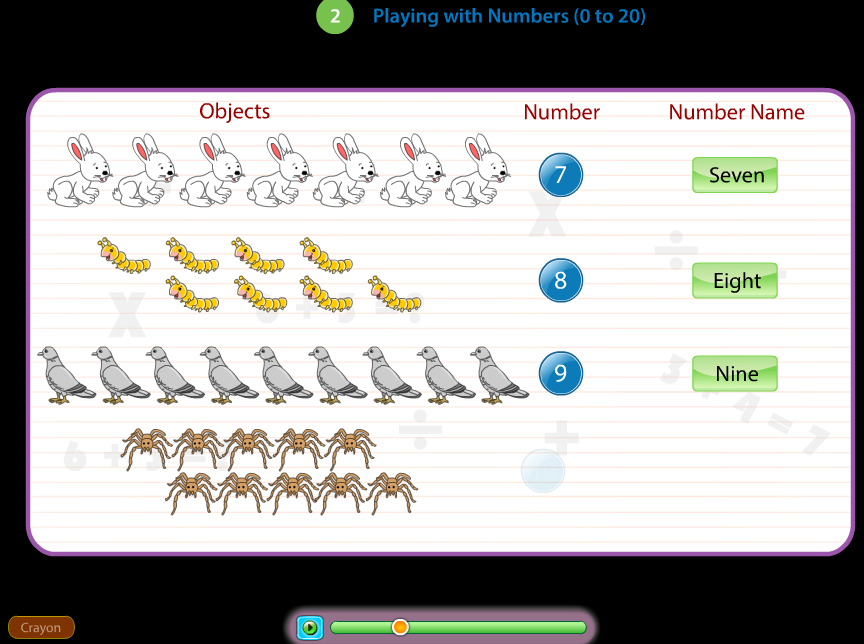 2 Playing with Numbers (0 to 20)
Objects Number Number Name
7 Seven
8 Eight
9 Nine
Crayon